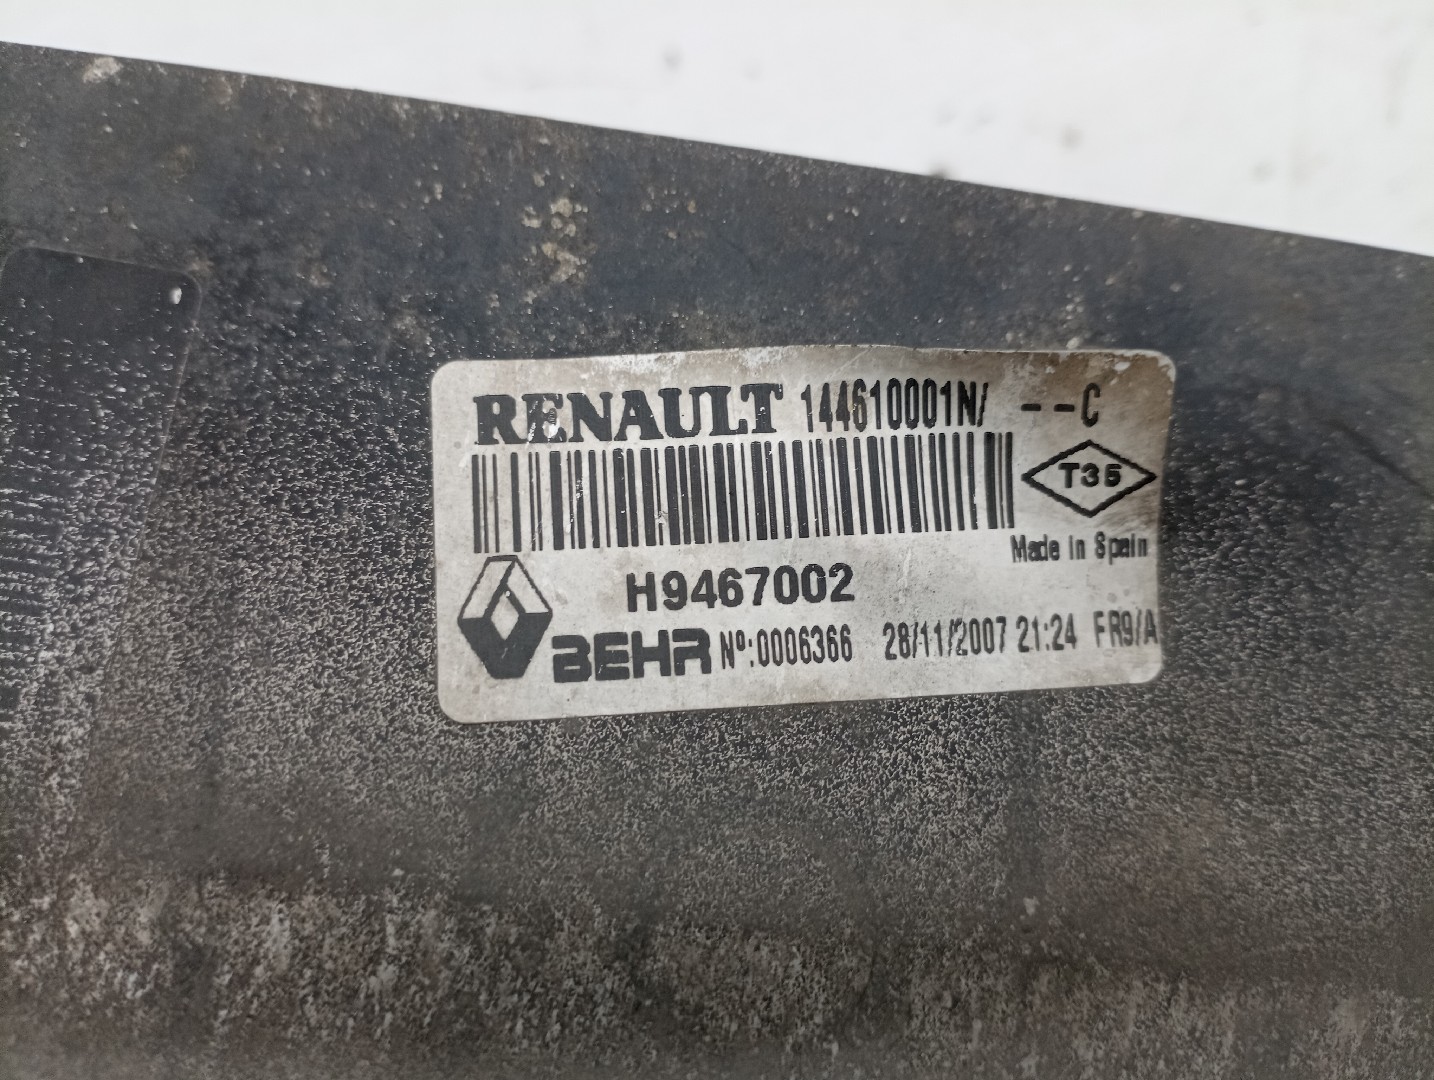 RENAULT 144610001N/ --C
T35
Made in Spain
H9467002
BEHR Nº:0006366 28/11/2007 21:24 FR9/A